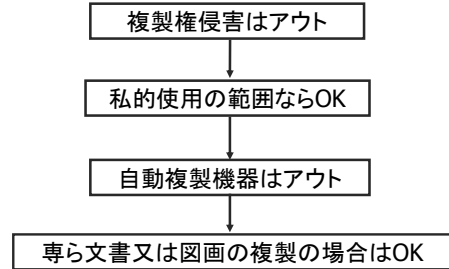 複製権侵害はアウト
私的使用の範囲ならOK
自動複製機器はアウト
専ら文書又は図画の複製の場合はOK